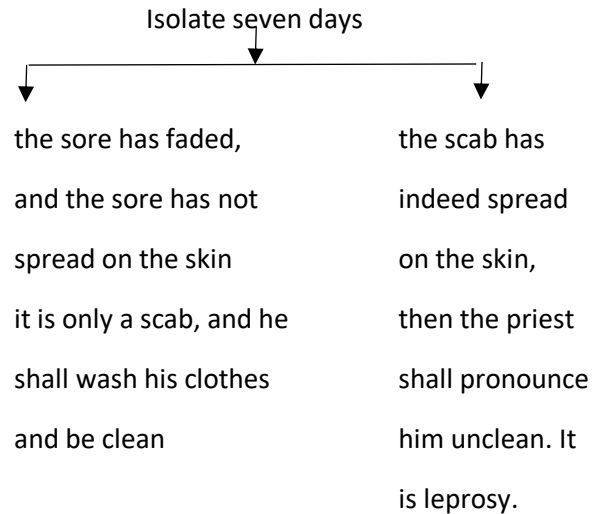 Isolate seven days
the sore has faded,
and the sore has not
spread on the skin
it is only a scab, and he
shall wash his clothes
and be clean
the scab has
indeed spread
on the skin,
then the priest
shall pronounce
him unclean. It
is leprosy.